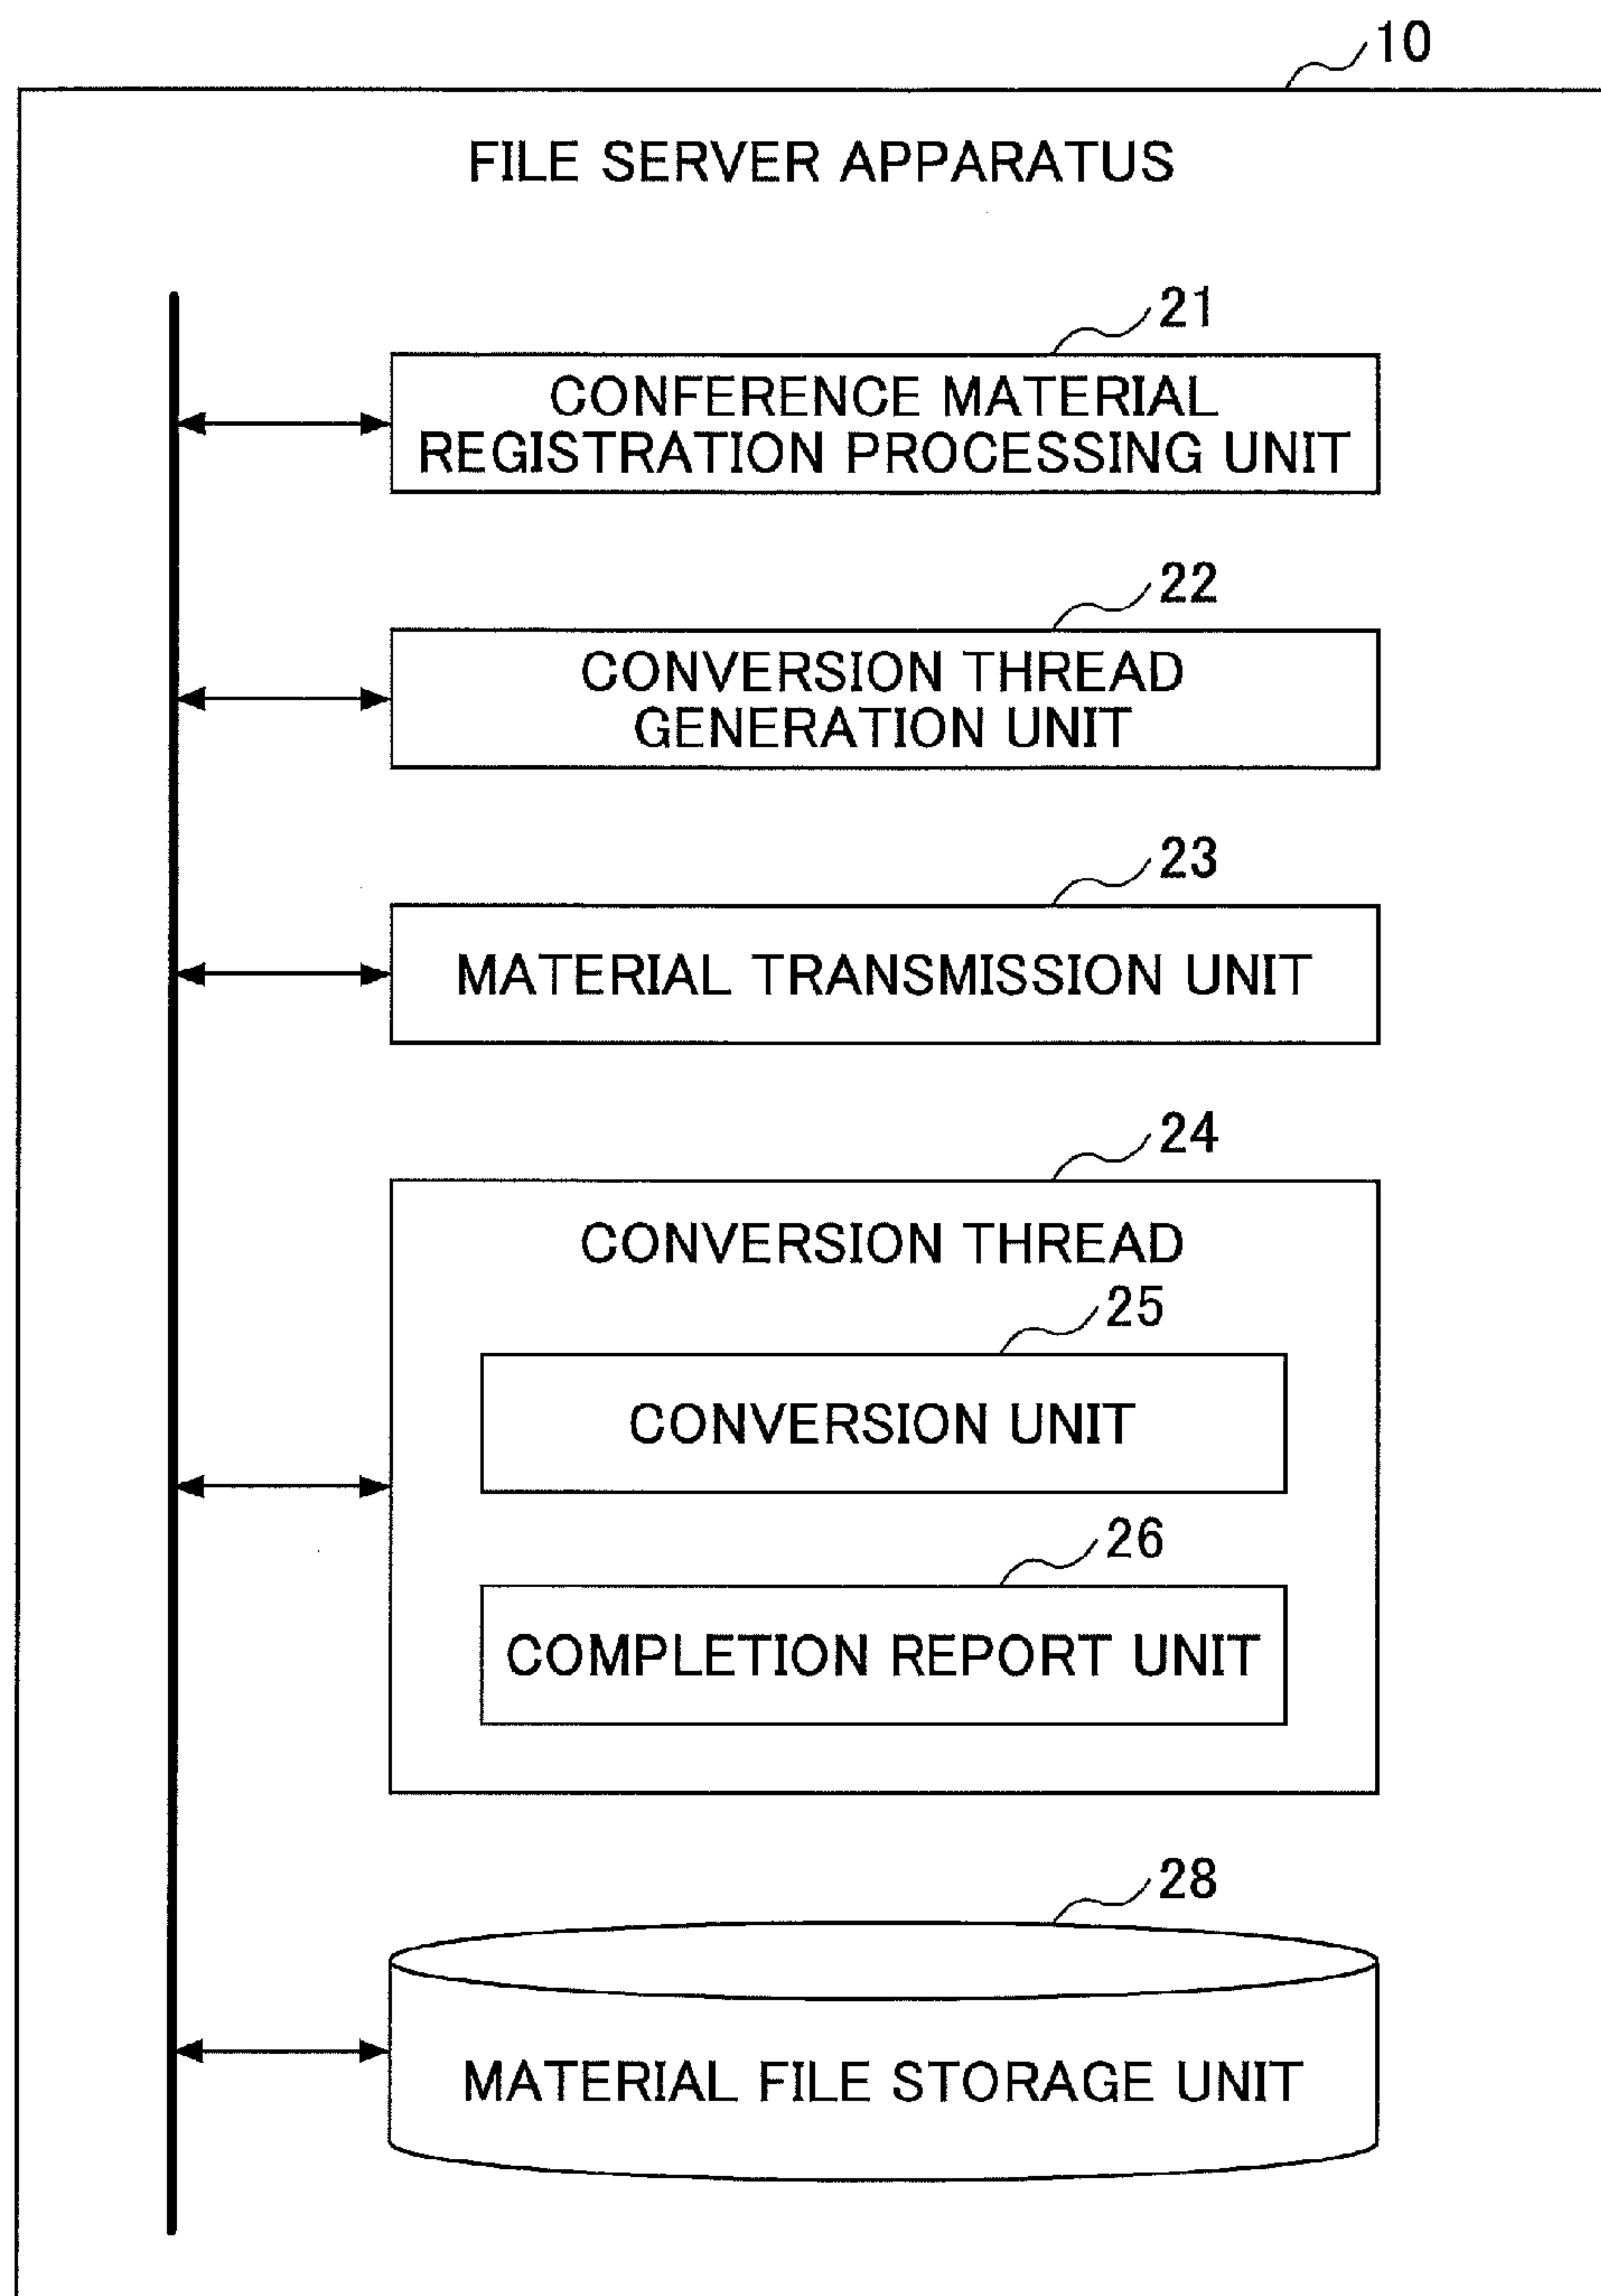 10
FILE SERVER APPARATUS
21
CONFERENCE MATERIAL
REGISTRATION PROCESSING UNIT
22
CONVERSION THREAD
GENERATION UNIT
23
MATERIAL TRANSMISSION UNIT
24
CONVERSION THREAD
25
CONVERSION UNIT
26
COMPLETION REPORT UNIT
28
MATERIAL FILE STORAGE UNIT